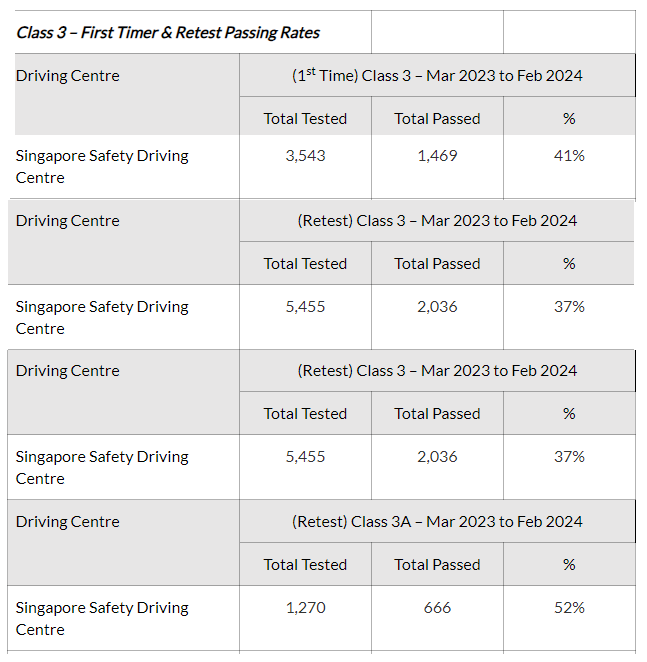 Class 3 – First Timer & Retest Passing Rates
Driving Centre (1st Time) Class 3 – Mar 2023 to Feb 2024
Total Tested Total Passed %
Singapore Safety Driving 3,543 1,469 41%
Centre
Driving Centre (Retest) Class 3 – Mar 2023 to Feb 2024
Total Tested Total Passed %
Singapore Safety Driving 5,455 2,036 37%
Centre
Driving Centre (Retest) Class 3 – Mar 2023 to Feb 2024
Total Tested Total Passed %
Singapore Safety Driving 5,455 2,036 37%
Centre
Driving Centre (Retest) Class 3A – Mar 2023 to Feb 2024
Total Tested Total Passed %
Singapore Safety Driving 1,270 666 52%
Centre